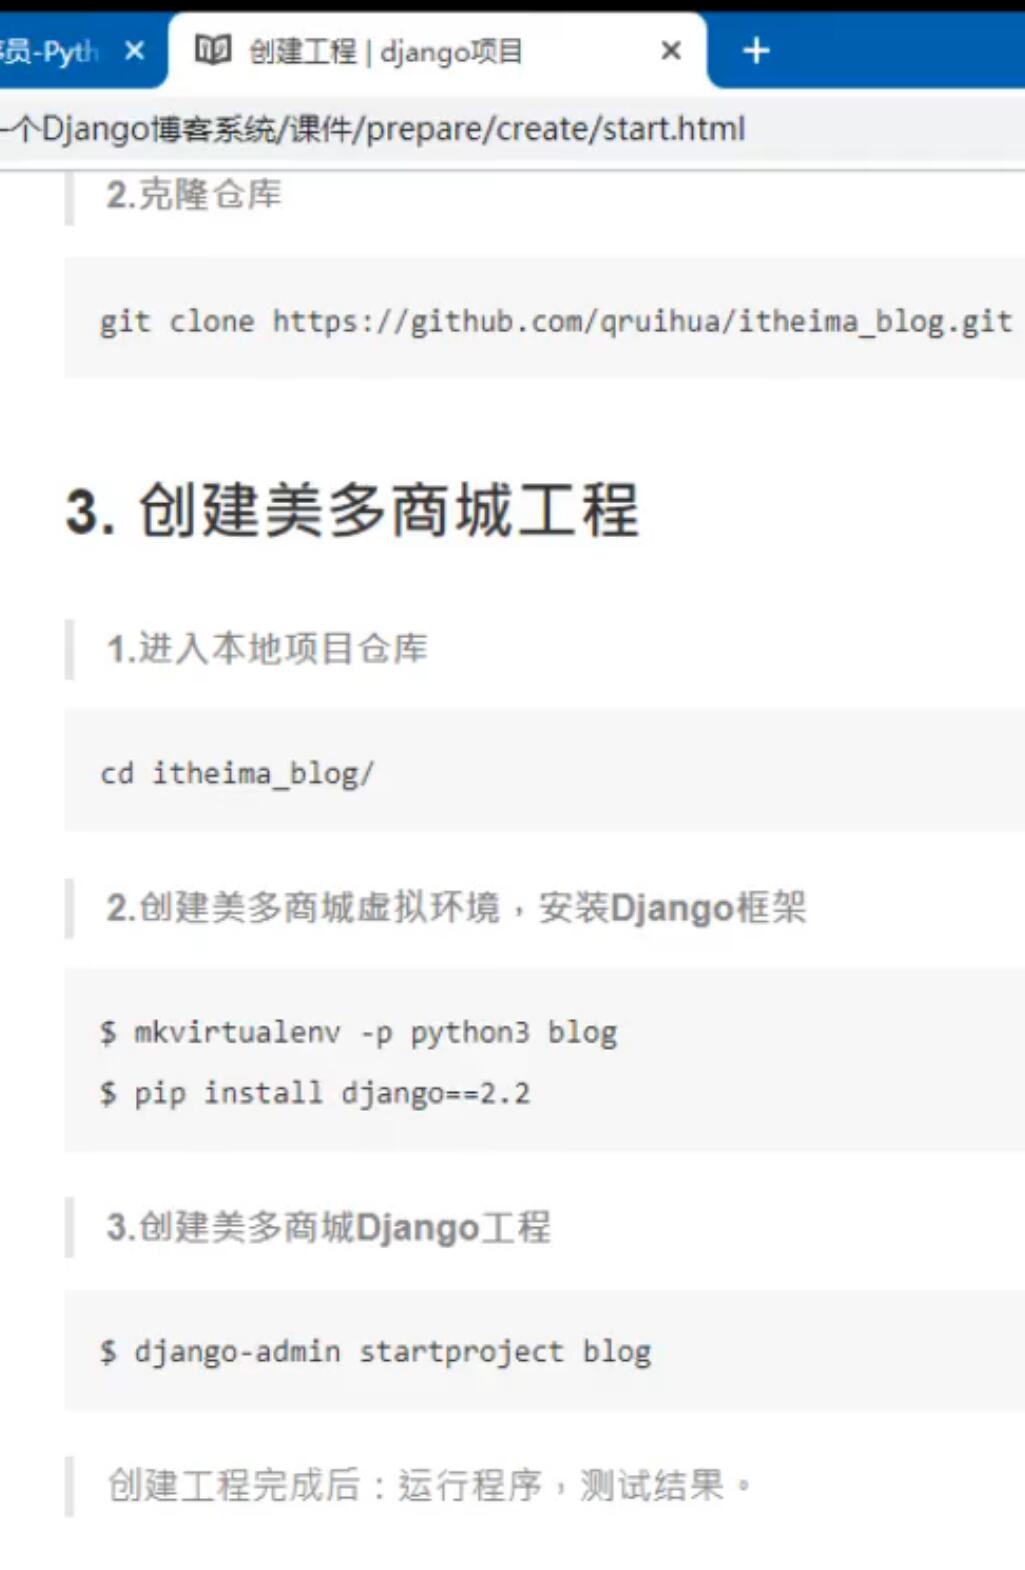 序员-Pyth
创建工程 | django项目
一个Django博客系统/课件/prepare/create/start.html
2.克隆仓库
git clone https://github.com/qruihua/itheima_blog.git
3. 创建美多商城工程
1.进入本地项目仓库
cd itheima_blog/
2.创建美多商城虚拟环境，安装Django框架
$ mkvirtualenv -p python3 blog
$ pip install django==2.2
3.创建美多商城Django工程
$ django-admin startproject blog
创建工程完成后：运行程序，测试结果。